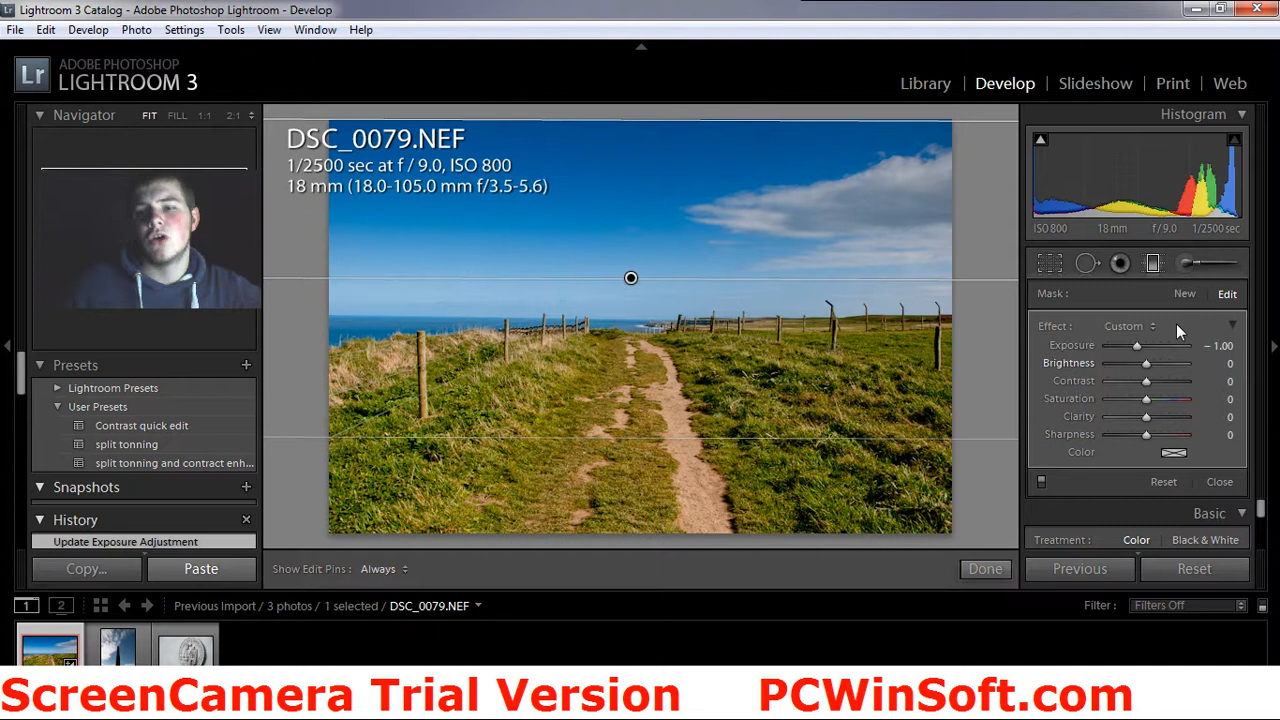 Lightroom 3 Catalog - Adobe Photoshop Lightroom - Develop
File Edit Develop Photo Settings Tools View Window Help
Lr ADOBE PHOTOSHOP
LIGHTROOM 3
Library | Develop | Slideshow | Print | Web
Navigator FIT FILL 1:1 2:1
Histogram
DSC_0079.NEF
1/2500 sec at f / 9.0, ISO 800
18 mm (18.0-105.0 mm f/3.5-5.6)
ISO 800 18 mm f/9.0 1/2500 sec
Mask : New Edit
Effect : Custom
Exposure – 1.00
Brightness 0
Contrast 0
Saturation 0
Clarity 0
Sharpness 0
Color
Reset Close
Basic
Treatment : Color Black & White
Previous Reset
Presets
Lightroom Presets
User Presets
Contrast quick edit
split tonning
split tonning and contract enh...
Snapshots
History
Update Exposure Adjustment
Copy... Paste
Show Edit Pins : Always Done
1 2 Previous Import / 3 photos / 1 selected / DSC_0079.NEF Filter : Filters Off
ScreenCamera Trial Version PCWinSoft.com